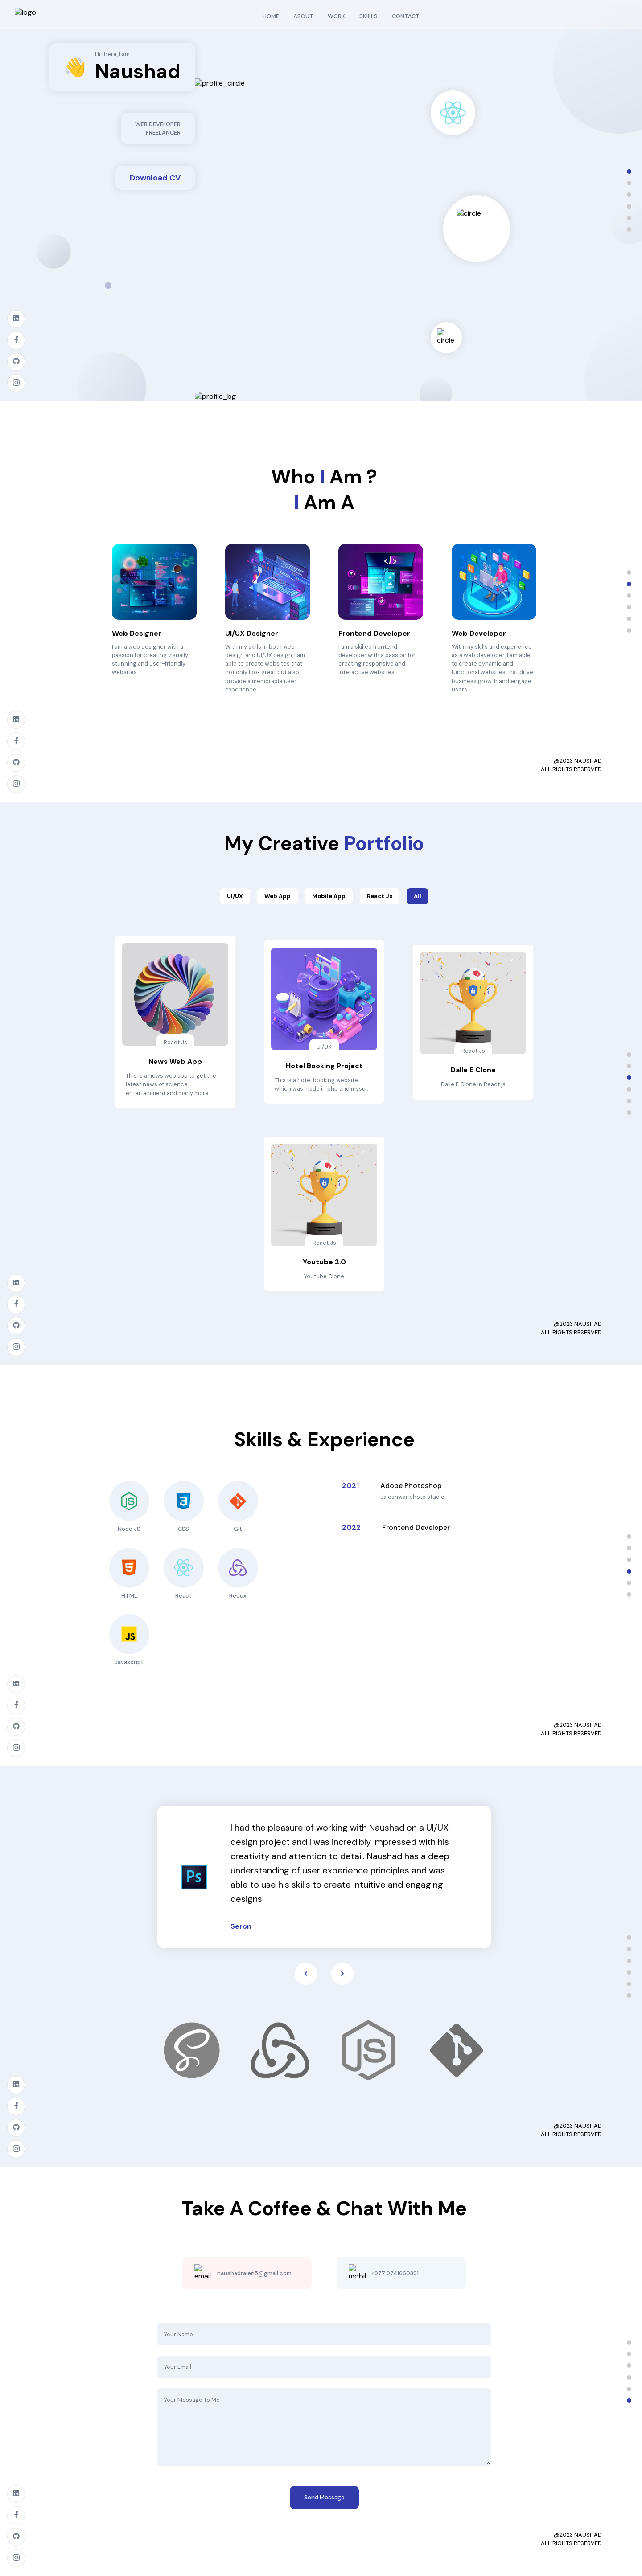 logo
HOME ABOUT WORK SKILLS CONTACT
Hi there, I am
Naushad
profile_circle
WEB DEVELOPER
FREELANCER
Download CV
circle
circle
profile_bg
Who I Am ?
I Am A
Web Designer
I am a web designer with a
passion for creating visually
stunning and user-friendly
websites.
UI/UX Designer
With my skills in both web
design and UI/UX design, I am
able to create websites that
not only look great but also
provide a memorable user
experience.
Frontend Developer
I am a skilled frontend
developer with a passion for
creating responsive and
interactive websites.
Web Developer
With my skills and experience
as a web developer, I am able
to create dynamic and
functional websites that drive
business growth and engage
users.
@2023 NAUSHAD
ALL RIGHTS RESERVED
My Creative Portfolio
UI/UX Web App Mobile App React Js All
React Js
News Web App
This is a news web app to get the
latest news of science,
entertainment and many more.
UI/UX
Hotel Booking Project
This is a hotel booking website
which was made in php and mysql.
React Js
Dalle E Clone
Dalle E Clone in React js
React Js
Youtube 2.0
Youtube Clone
@2023 NAUSHAD
ALL RIGHTS RESERVED
Skills & Experience
Node JS
CSS
Git
HTML
React
Redux
JS
Javascript
2021
Adobe Photoshop
Jaleshwar photo studio
2022
Frontend Developer
@2023 NAUSHAD
ALL RIGHTS RESERVED
Ps
I had the pleasure of working with Naushad on a UI/UX
design project and I was incredibly impressed with his
creativity and attention to detail. Naushad has a deep
understanding of user experience principles and was
able to use his skills to create intuitive and engaging
designs.
Seron
@2023 NAUSHAD
ALL RIGHTS RESERVED
Take A Coffee & Chat With Me
email
naushadraien5@gmail.com
mobil
+977 9741660391
Your Name
Your Email
Your Message To Me
Send Message
@2023 NAUSHAD
ALL RIGHTS RESERVED